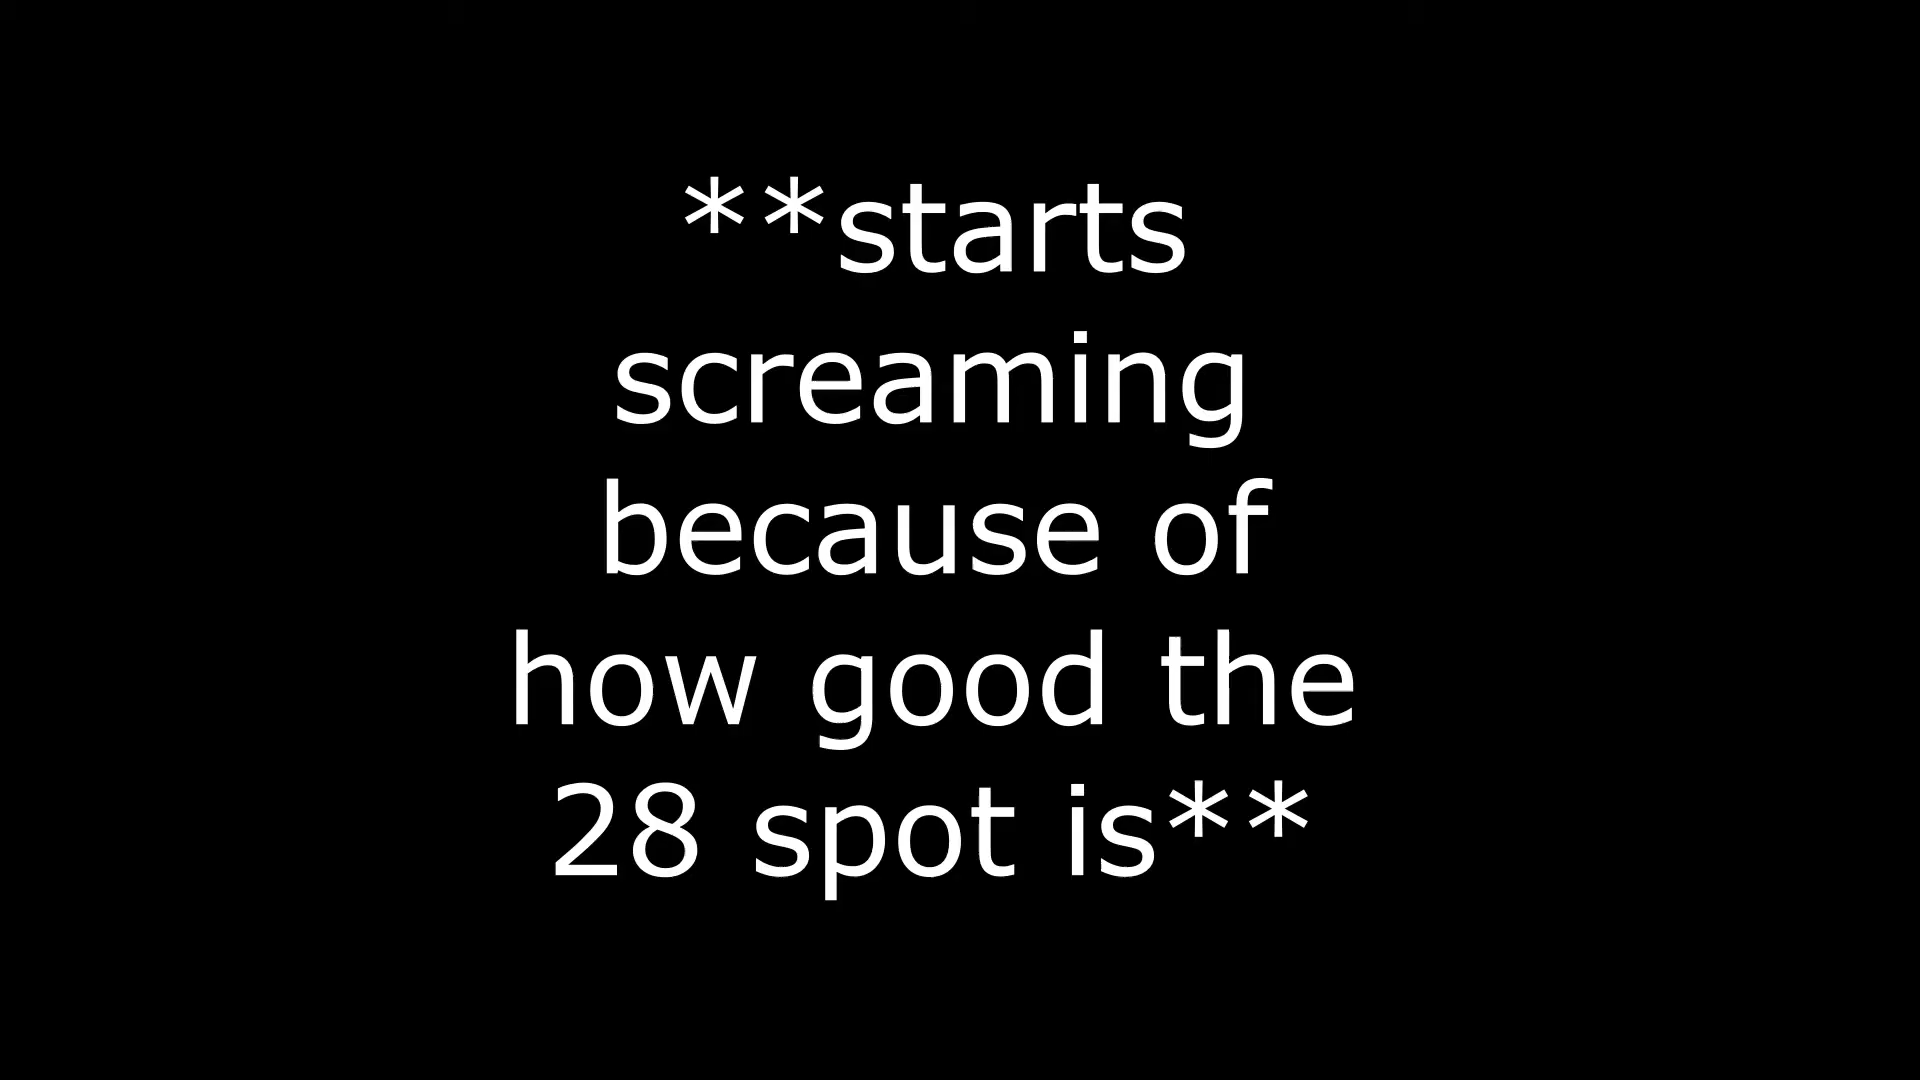 **starts
screaming
because of
how good the
28 spot is**